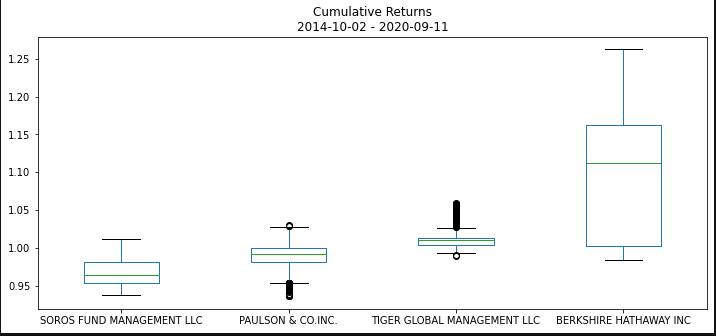 Cumulative Returns
2014-10-02 - 2020-09-11
1.25
1.20
1.15
1.10
1.05
1.00
0.95
SOROS FUND MANAGEMENT LLC PAULSON & CO.INC. TIGER GLOBAL MANAGEMENT LLC BERKSHIRE HATHAWAY INC